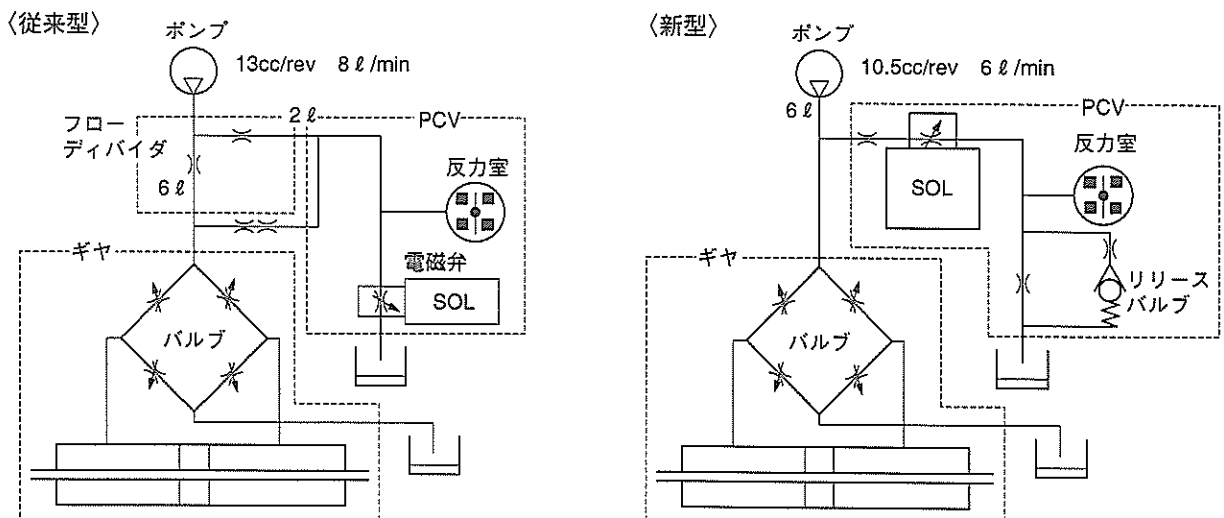 〈従来型〉
ポンプ
13cc/rev 8ℓ/min
フロー
ディバイダ
2ℓ
PCV
6ℓ
反力室
ギヤ
電磁弁
SOL
バルブ
〈新型〉
ポンプ
10.5cc/rev 6ℓ/min
6ℓ
PCV
反力室
SOL
ギヤ
リリース
バルブ
バルブ